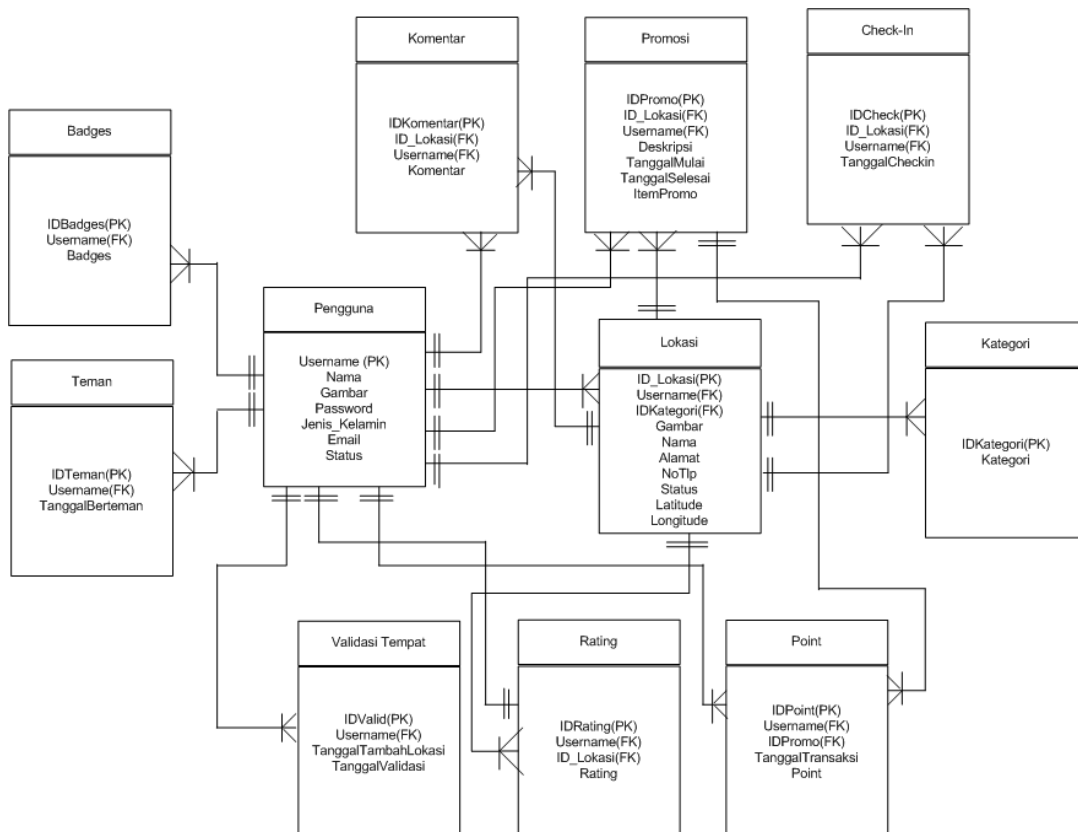 Komentar
IDKomentar(PK)
ID_Lokasi(FK)
Username(FK)
Komentar
Promosi
IDPromo(PK)
ID_Lokasi(FK)
Username(FK)
Deskripsi
TanggalMulai
TanggalSelesai
ItemPromo
Check-In
IDCheck(PK)
ID_Lokasi(FK)
Username(FK)
TanggalCheckin
Badges
IDBadges(PK)
Username(FK)
Badges
Pengguna
Username (PK)
Nama
Gambar
Password
Jenis_Kelamin
Email
Status
Lokasi
ID_Lokasi(PK)
Username(FK)
IDKategori(FK)
Gambar
Nama
Alamat
NoTlp
Status
Latitude
Longitude
Kategori
IDKategori(PK)
Kategori
Teman
IDTeman(PK)
Username(FK)
TanggalBerteman
Validasi Tempat
IDValid(PK)
Username(FK)
TanggalTambahLokasi
TanggalValidasi
Rating
IDRating(PK)
Username(FK)
ID_Lokasi(FK)
Rating
Point
IDPoint(PK)
Username(FK)
IDPromo(FK)
TanggalTransaksi
Point